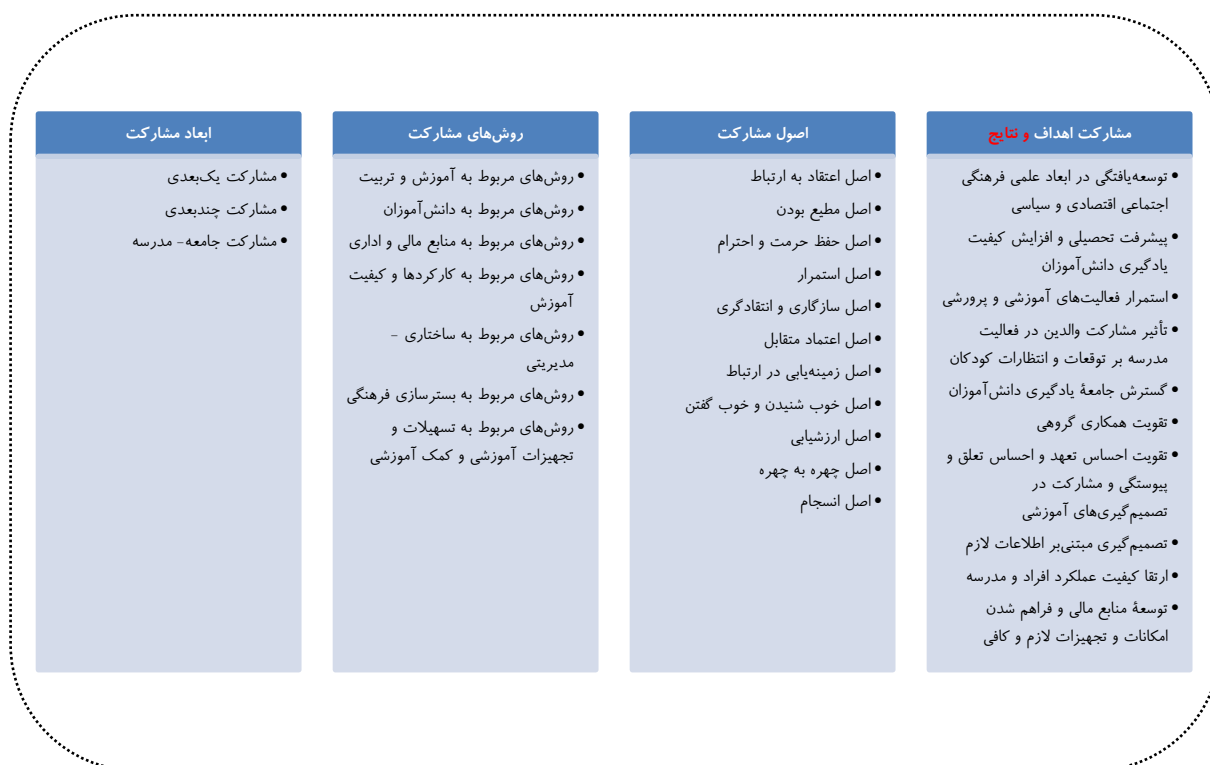 مشارکت اهداف و نتایج
• توسعه‌یافتگی در ابعاد علمی فرهنگی
اجتماعی اقتصادی و سیاسی
• پیشرفت تحصیلی و افزایش کیفیت
یادگیری دانش‌آموزان
• استمرار فعالیت‌های آموزشی و پرورشی
• تأثیر مشارکت والدین در فعالیت
مدرسه بر توقعات و انتظارات کودکان
• گسترش جامعۀ یادگیری دانش‌آموزان
• تقویت همکاری گروهی
• تقویت احساس تعهد و احساس تعلق و
پیوستگی و مشارکت در
تصمیم‌گیری‌های آموزشی
• تصمیم‌گیری مبتنی‌بر اطلاعات لازم
• ارتقا کیفیت عملکرد افراد و مدرسه
• توسعۀ منابع مالی و فراهم شدن
امکانات و تجهیزات لازم و کافی
اصول مشارکت
• اصل اعتقاد به ارتباط
• اصل مطیع بودن
• اصل حفظ حرمت و احترام
• اصل استمرار
• اصل سازگاری و انتقادگری
• اصل اعتماد متقابل
• اصل زمینه‌یابی در ارتباط
• اصل خوب شنیدن و خوب گفتن
• اصل ارزشیابی
• اصل چهره به چهره
• اصل انسجام
روش‌های مشارکت
• روش‌های مربوط به آموزش و تربیت
• روش‌های مربوط به دانش‌آموزان
• روش‌های مربوط به منابع مالی و اداری
• روش‌های مربوط به کارکردها و کیفیت
آموزش
• روش‌های مربوط به ساختاری –
مدیریتی
• روش‌های مربوط به بسترسازی فرهنگی
• روش‌های مربوط به تسهیلات و
تجهیزات آموزشی و کمک آموزشی
ابعاد مشارکت
• مشارکت یک‌بعدی
• مشارکت چندبعدی
• مشارکت جامعه- مدرسه